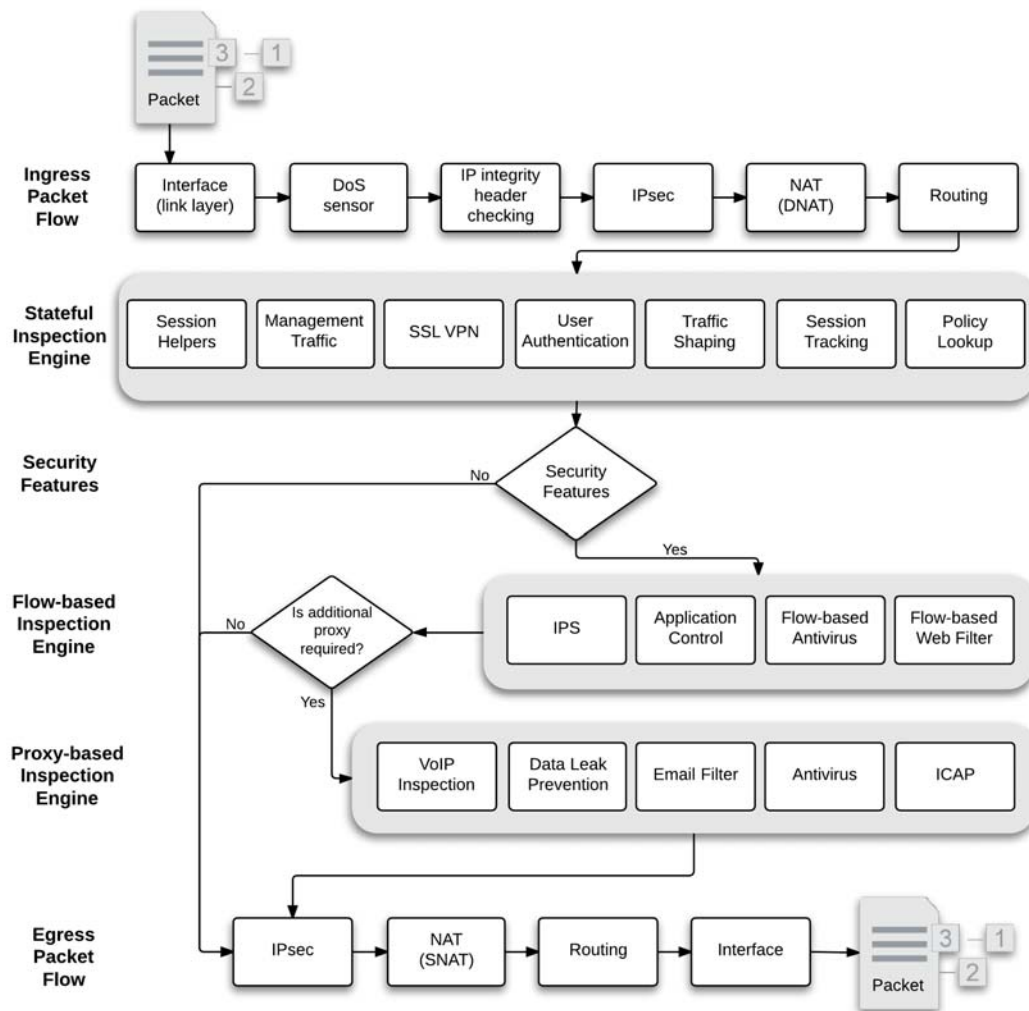 3
1
2
Packet
Ingress
Packet
Flow
Interface
(link layer)
DoS
sensor
IP integrity
header
checking
IPsec
NAT
(DNAT)
Routing
Stateful
Inspection
Engine
Session
Helpers
Management
Traffic
SSL VPN
User
Authentication
Traffic
Shaping
Session
Tracking
Policy
Lookup
Security
Features
No
Security
Features
Yes
Flow-based
Inspection
Engine
No
Is additional
proxy
required?
IPS
Application
Control
Flow-based
Antivirus
Flow-based
Web Filter
Yes
Proxy-based
Inspection
Engine
VoIP
Inspection
Data Leak
Prevention
Email Filter
Antivirus
ICAP
Egress
Packet
Flow
IPsec
NAT
(SNAT)
Routing
Interface
3
1
2
Packet